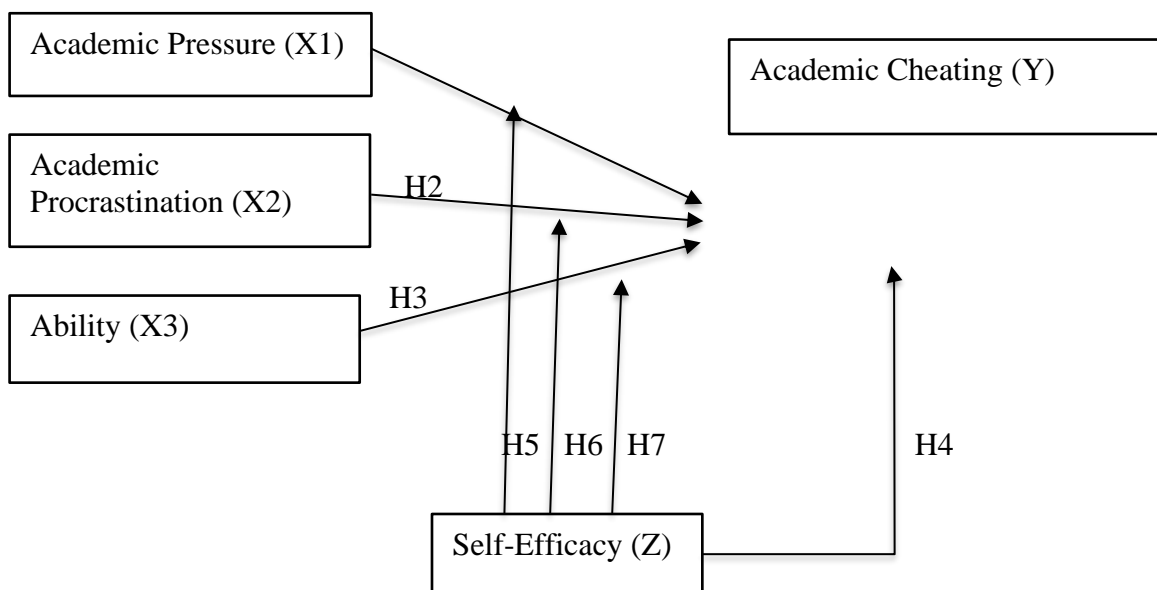 Academic Pressure (X1)
Academic Cheating (Y)
Academic
Procrastination (X2)
H2
H3
Ability (X3)
H5
H6
H7
H4
Self-Efficacy (Z)